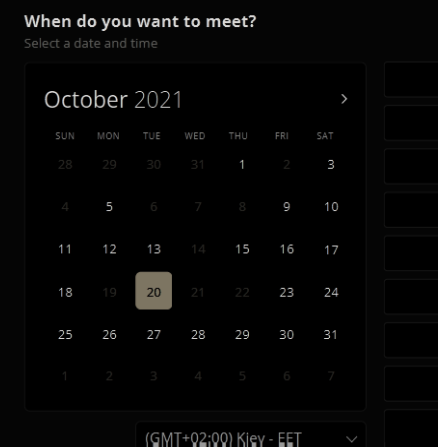 When do you want to meet?
Select a date and time
October 2021
SUN MON TUE WED THU FRI SAT
28 29 30 31 1 2 3
4 5 6 7 8 9 10
11 12 13 14 15 16 17
18 19 20 21 22 23 24
25 26 27 28 29 30 31
1 2 3 4 5 6 7
(GMT+02:00) Kiev - EET